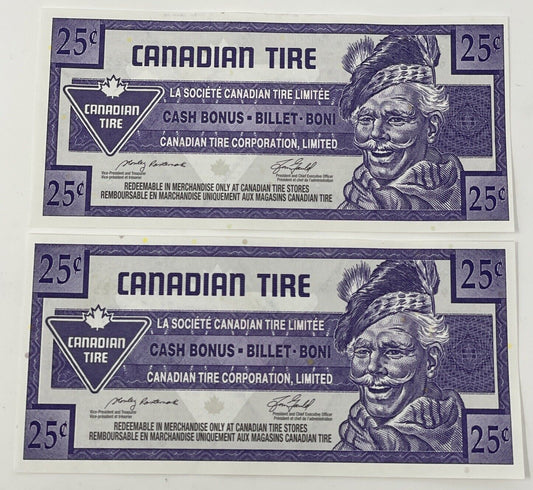 25¢ CANADIAN TIRE 25¢
LA SOCIÉTÉ CANADIAN TIRE LIMITÉE
CANADIAN
TIRE
CASH BONUS ▪ BILLET-BONI
CANADIAN TIRE CORPORATION, LIMITED
Vice-President and Treasurer
Vice-président et trésorier
President and Chief Executive Officer
Président et chef de l'administration
REDEEMABLE IN MERCHANDISE ONLY AT CANADIAN TIRE STORES
REMBOURSABLE EN MARCHANDISE UNIQUEMENT AUX MAGASINS CANADIAN TIRE
25¢ 25¢
25¢ CANADIAN TIRE 25¢
LA SOCIÉTÉ CANADIAN TIRE LIMITÉE
CANADIAN
TIRE
CASH BONUS ▪ BILLET-BONI
CANADIAN TIRE CORPORATION, LIMITED
Vice-President and Treasurer
Vice-président et trésorier
President and Chief Executive Officer
Président et chef de l'administration
REDEEMABLE IN MERCHANDISE ONLY AT CANADIAN TIRE STORES
REMBOURSABLE EN MARCHANDISE UNIQUEMENT AUX MAGASINS CANADIAN TIRE
25¢ 25¢